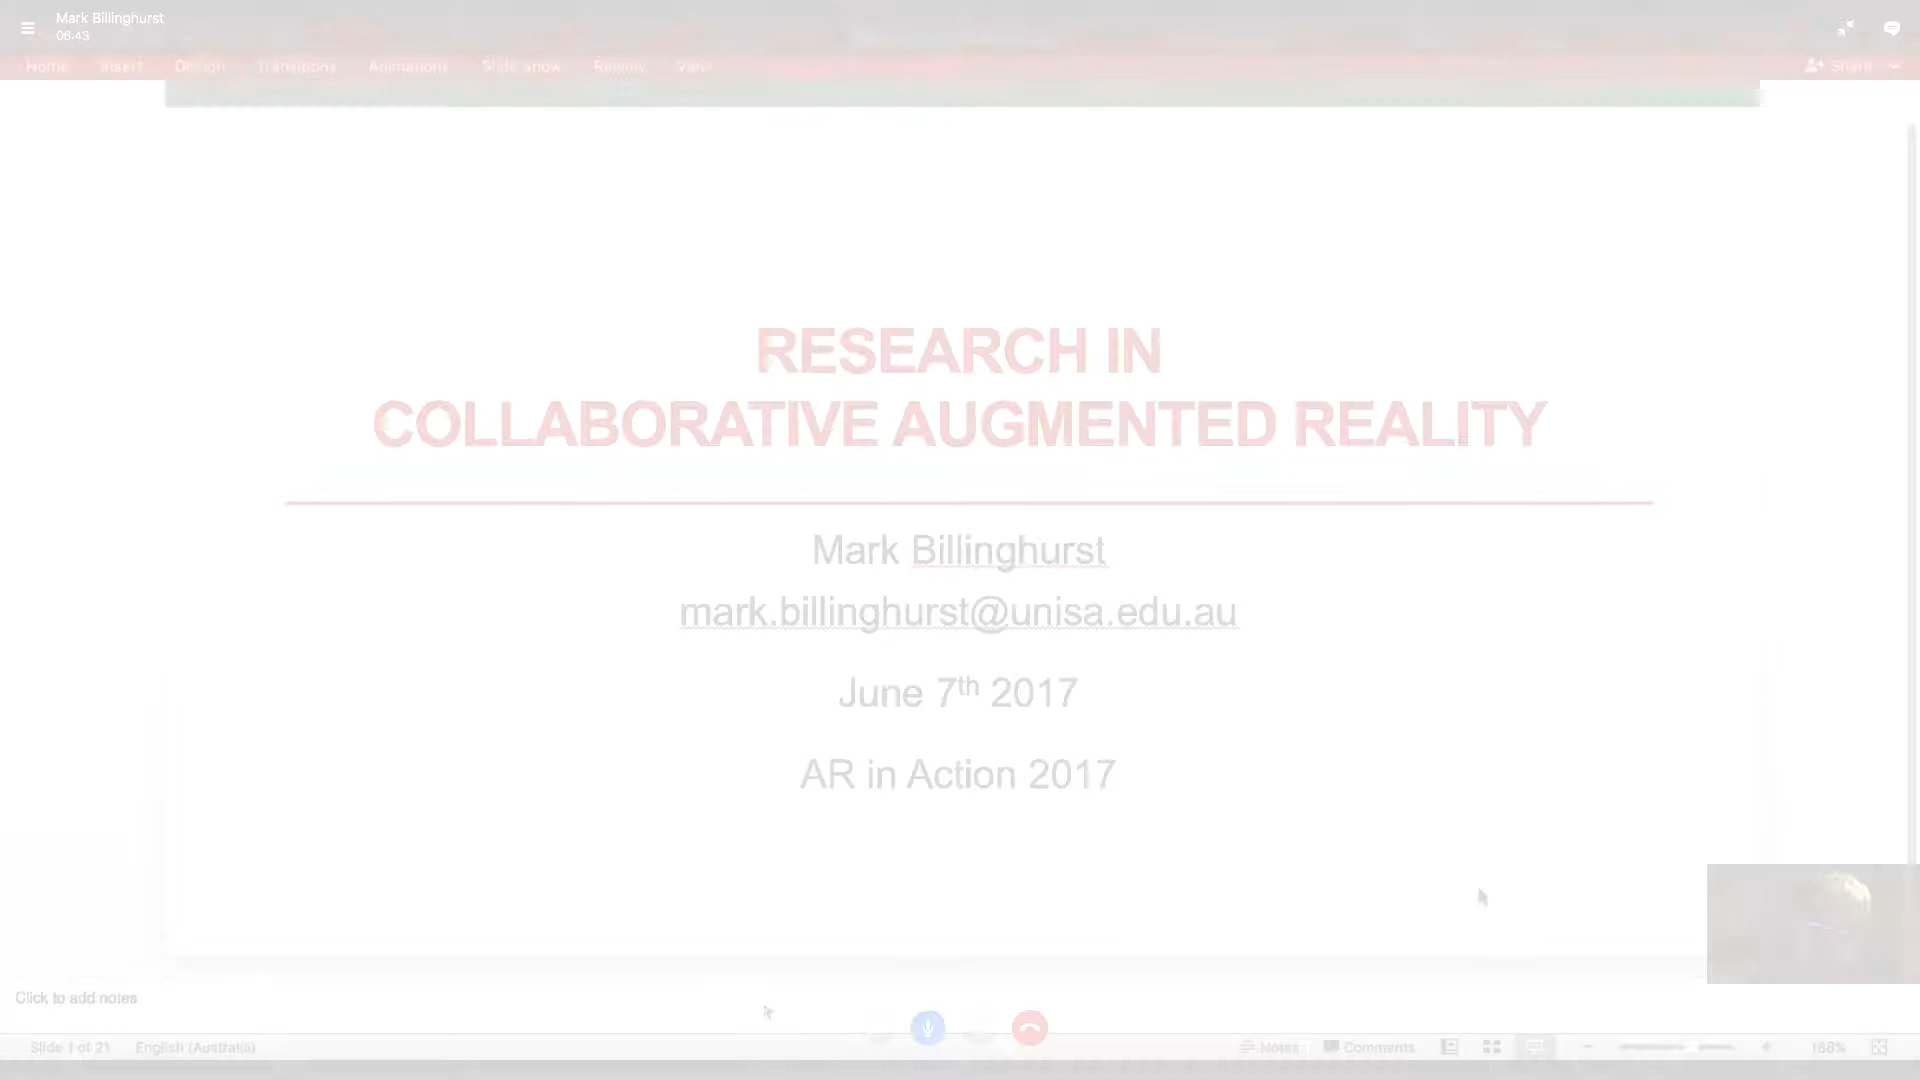 Mark Billinghurst
06:43
Home Insert Design Transitions Animations Slide Show Review View
Share
RESEARCH IN
COLLABORATIVE AUGMENTED REALITY
Mark Billinghurst
mark.billinghurst@unisa.edu.au
June 7th 2017
AR in Action 2017
Click to add notes
Slide 1 of 21 English (Australia)
Notes Comments 188%